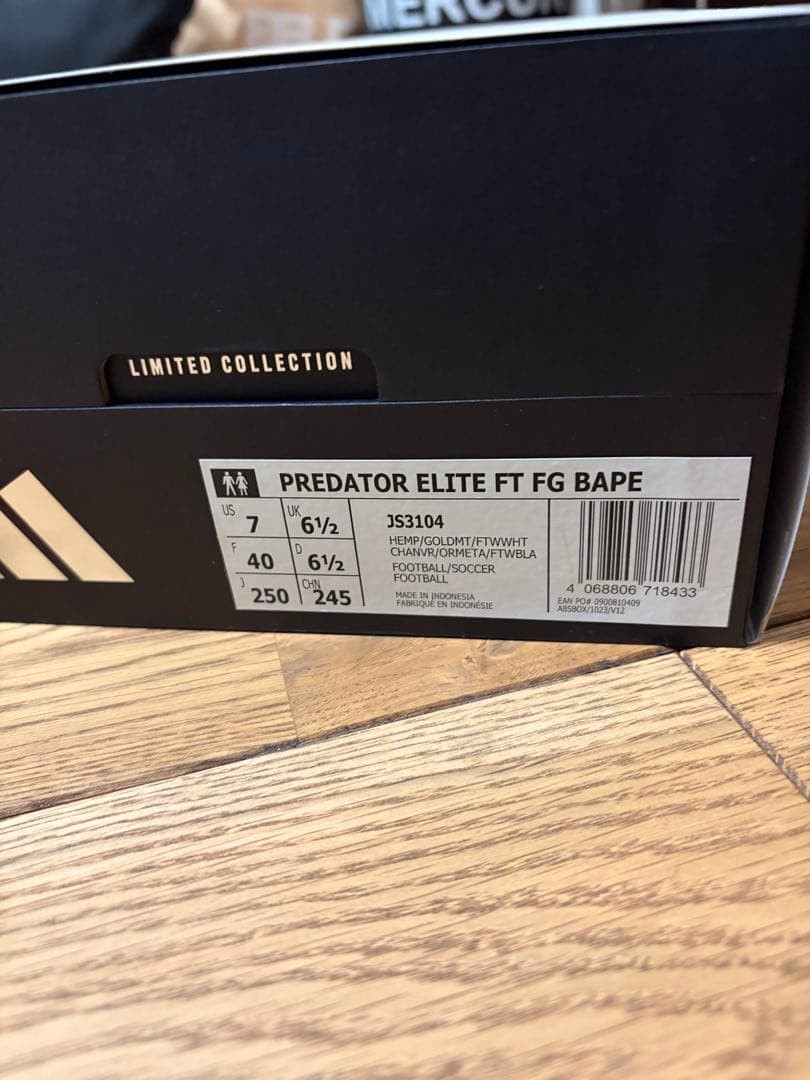 MERCU
LIMITED COLLECTION
PREDATOR ELITE FT FG BAPE
US 7 UK 6½
F 40 D 6½
J 250 CHN 245
JS3104
HEMP/GOLDMT/FTWWHT
CHANVR/ORMETA/FTWBLA
FOOTBALL/SOCCER
FOOTBALL
MADE IN INDONESIA
FABRIQUÉ EN INDONÉSIE
4 068806 718433
EAN PO# 0900810409
ABSBOX/1023/V12